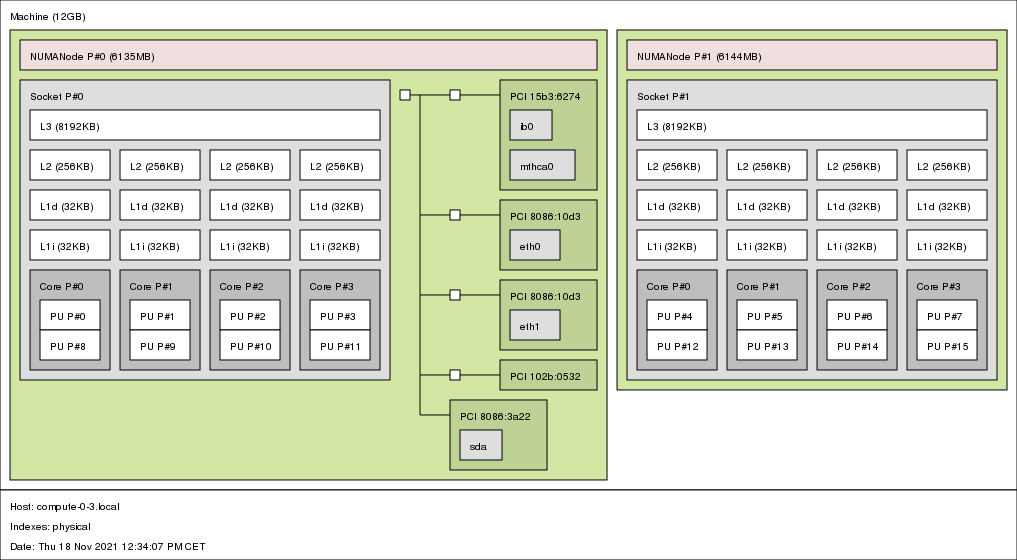 Machine (12GB)
NUMANode P#0 (6135MB)
Socket P#0
L3 (8192KB)
L2 (256KB) L2 (256KB) L2 (256KB) L2 (256KB)
L1d (32KB) L1d (32KB) L1d (32KB) L1d (32KB)
L1i (32KB) L1i (32KB) L1i (32KB) L1i (32KB)
Core P#0 Core P#1 Core P#2 Core P#3
PU P#0 PU P#1 PU P#2 PU P#3
PU P#8 PU P#9 PU P#10 PU P#11
PCI 15b3:6274
ib0
mthca0
PCI 8086:10d3
eth0
PCI 8086:10d3
eth1
PCI 102b:0532
PCI 8086:3a22
sda
NUMANode P#1 (6144MB)
Socket P#1
L3 (8192KB)
L2 (256KB) L2 (256KB) L2 (256KB) L2 (256KB)
L1d (32KB) L1d (32KB) L1d (32KB) L1d (32KB)
L1i (32KB) L1i (32KB) L1i (32KB) L1i (32KB)
Core P#0 Core P#1 Core P#2 Core P#3
PU P#4 PU P#5 PU P#6 PU P#7
PU P#12 PU P#13 PU P#14 PU P#15
Host: compute-0-3.local
Indexes: physical
Date: Thu 18 Nov 2021 12:34:07 PM CET